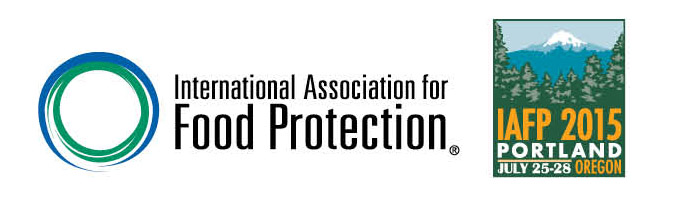 International Association for
Food Protection®
IAFP 2015
PORTLAND
JULY 25-28 OREGON